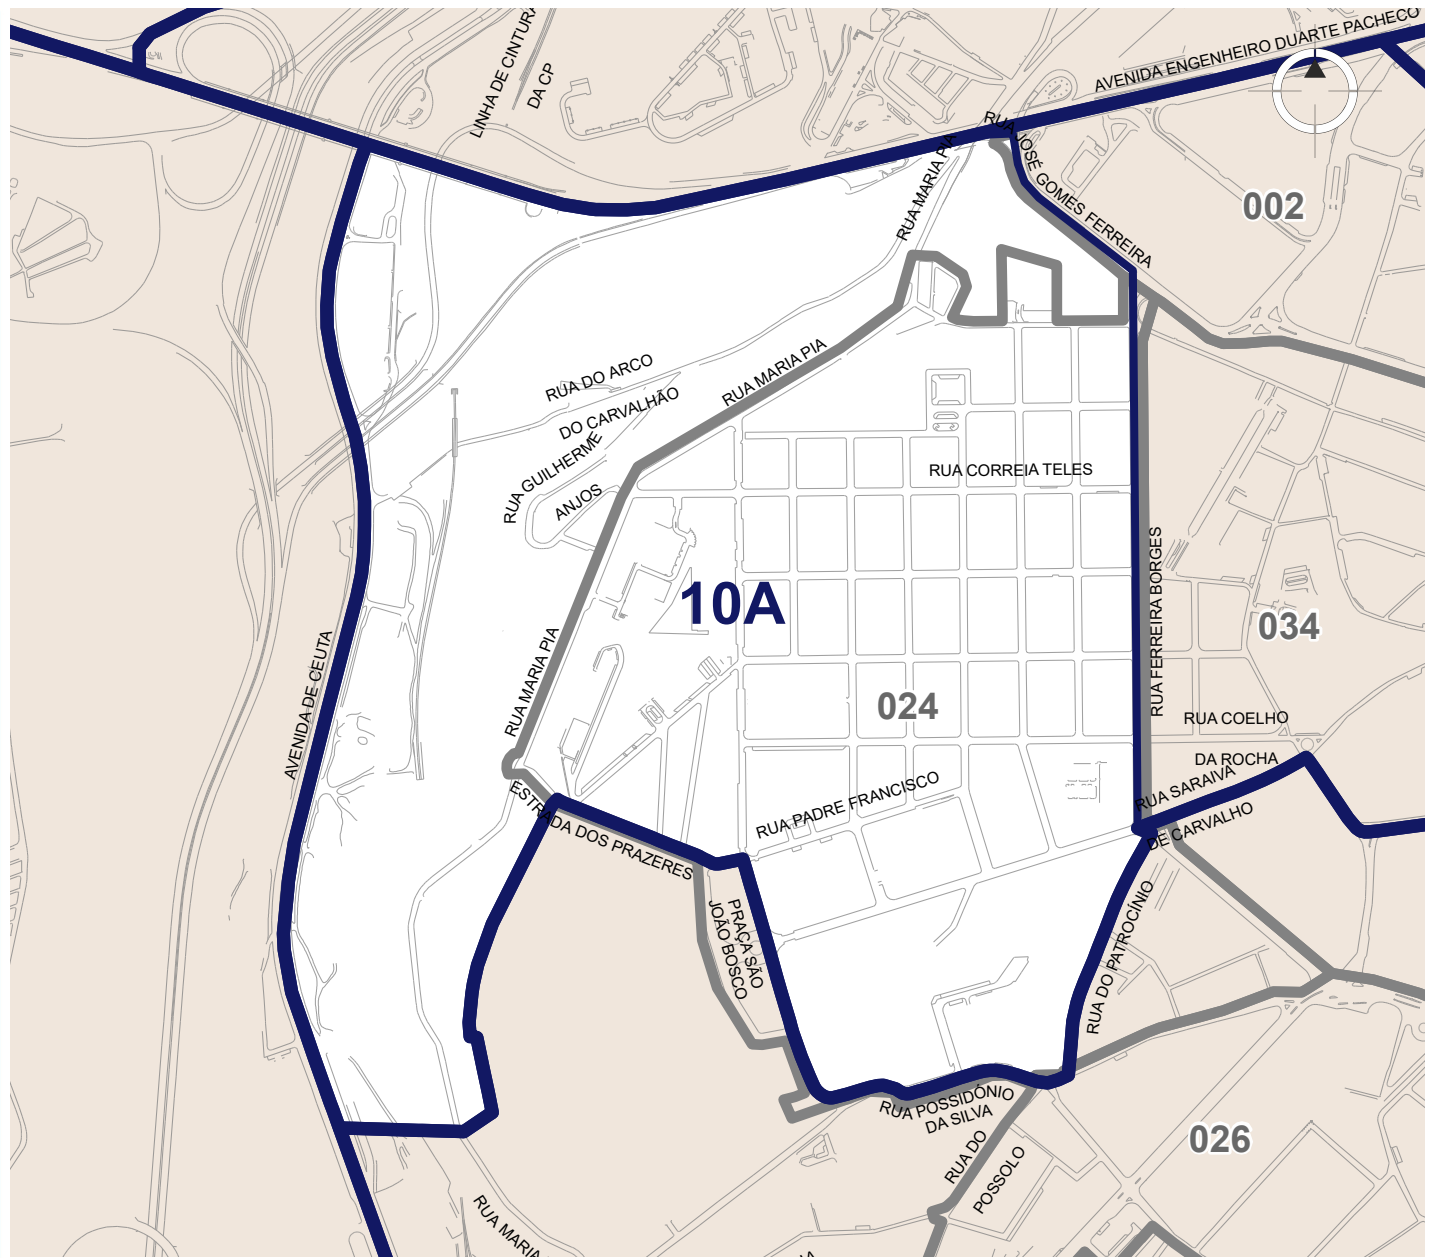 LINHA DE CINTURA
DA CP
AVENIDA ENGENHEIRO DUARTE PACHECO
RUA JOSÉ GOMES FERREIRA
RUA MARIA PIA
002
RUA DO ARCO
DO CARVALHÃO
RUA MARIA PIA
RUA GUILHERME
ANJOS
RUA CORREIA TELES
10A
RUA FERREIRA BORGES
034
AVENIDA DE CEUTA
RUA MARIA PIA
024
RUA COELHO
DA ROCHA
RUA SARAIVA
DE CARVALHO
RUA PADRE FRANCISCO
ESTRADA DOS PRAZERES
PRAÇA SÃO
JOÃO BOSCO
RUA DO PATROCÍNIO
RUA POSSIDÓNIO
DA SILVA
RUA DO
POSSOLO
026
RUA MARIA